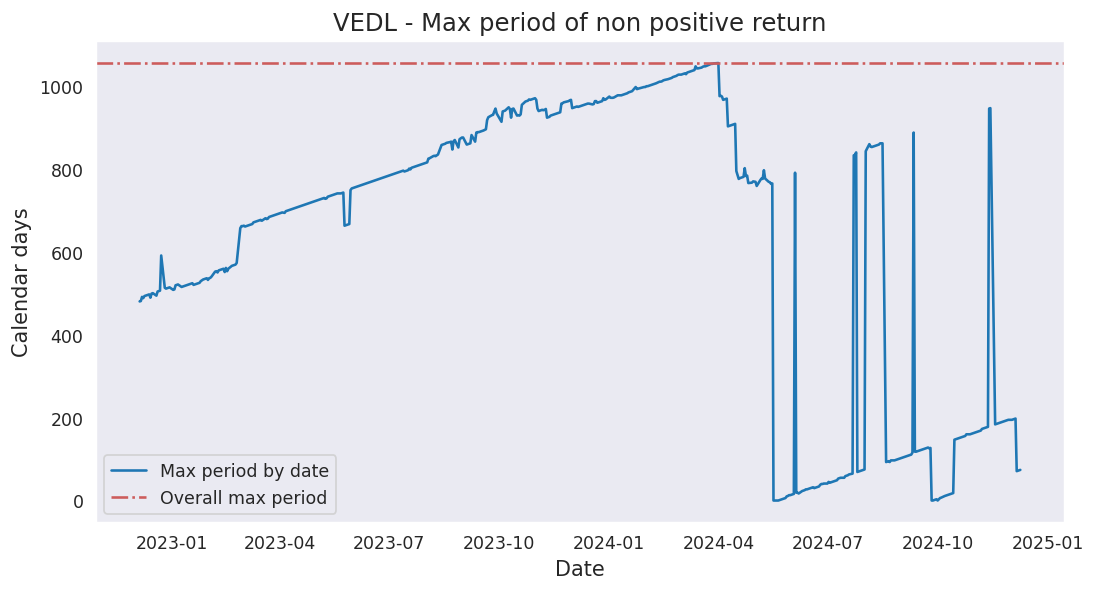 VEDL - Max period of non positive return
Calendar days
1000
800
600
400
200
0
Max period by date
Overall max period
2023-01 2023-04 2023-07 2023-10 2024-01 2024-04 2024-07 2024-10 2025-01
Date